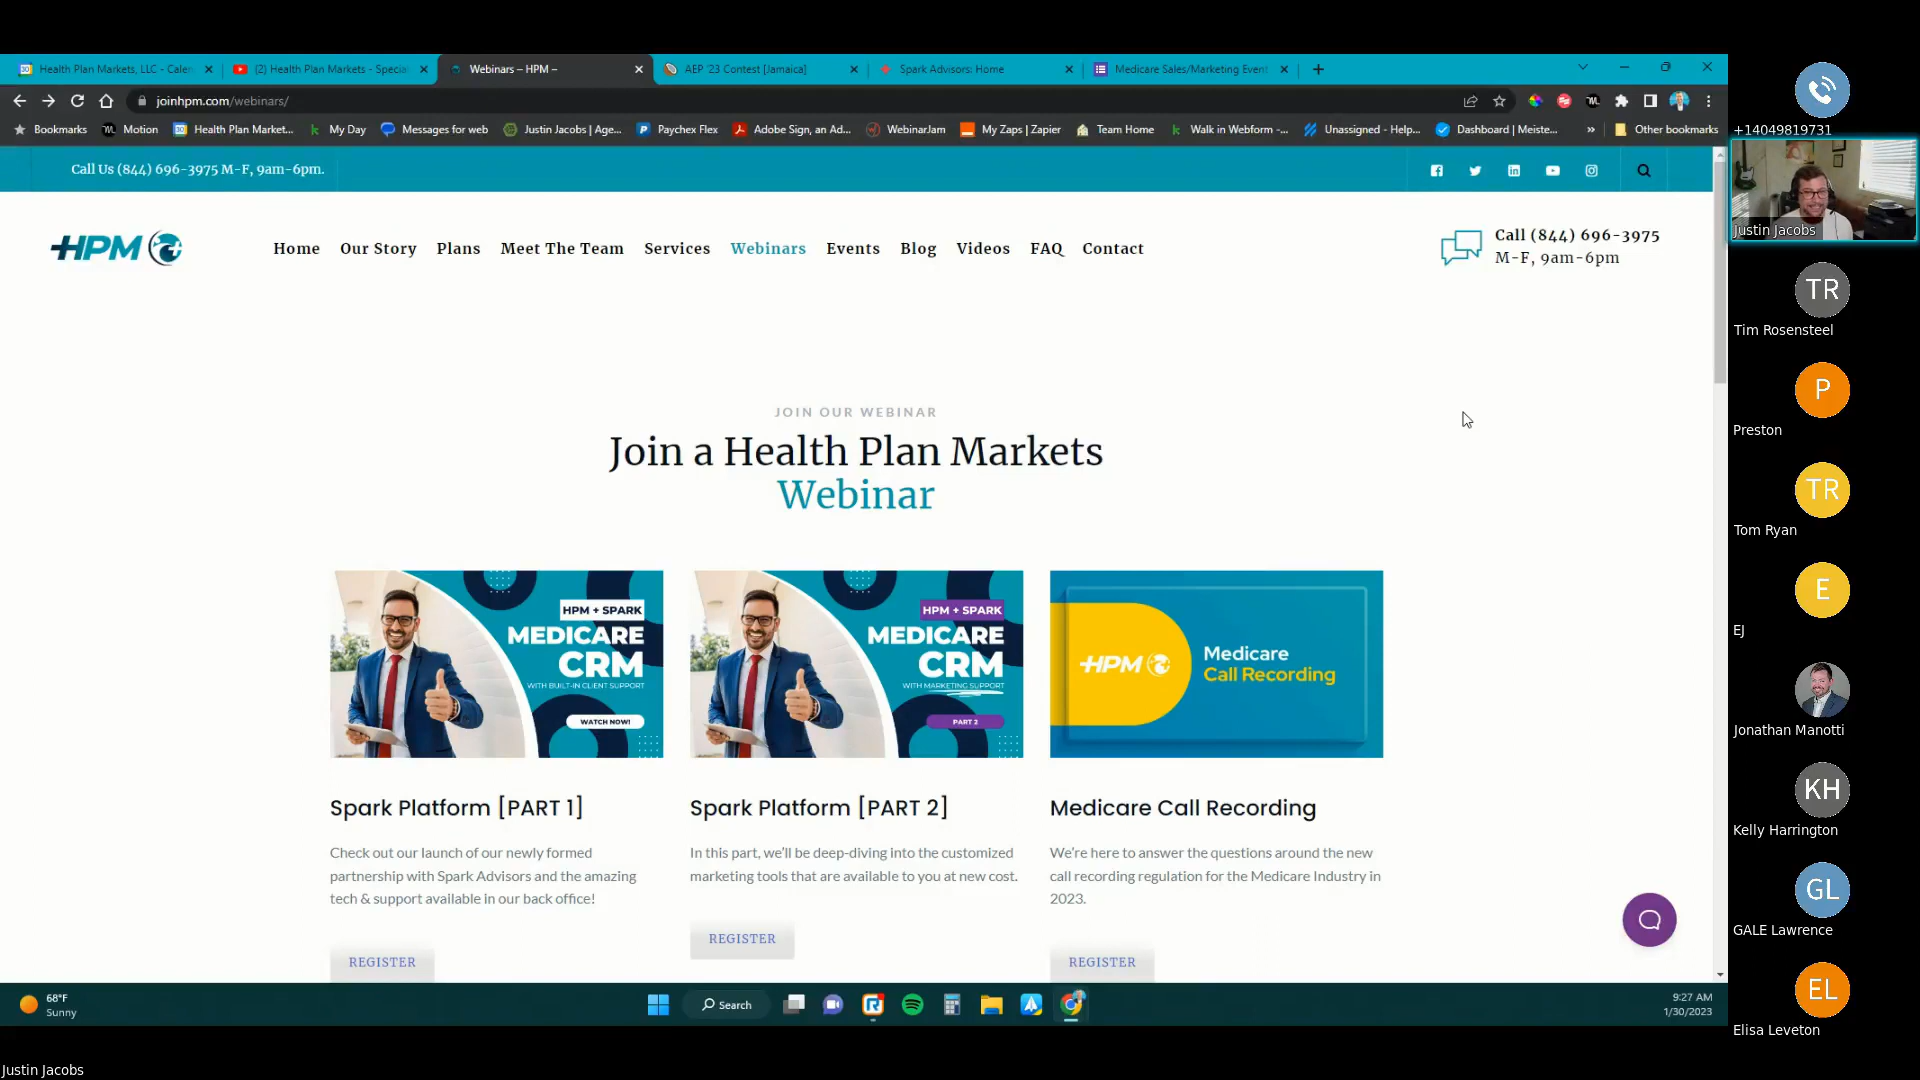 Health Plan Markets, LLC - Calen
(2) Health Plan Markets - Special
Webinars – HPM –
AEP '23 Contest [Jamaica]
Spark Advisors: Home
Medicare Sales/Marketing Event
joinhpm.com/webinars/
Bookmarks
Motion
Health Plan Market...
My Day
Messages for web
Justin Jacobs | Age...
Paychex Flex
Adobe Sign, an Ad...
WebinarJam
My Zaps | Zapier
Team Home
Walk in Webform -...
Unassigned - Help...
Dashboard | Meiste...
»
Other bookmarks
Call Us (844) 696-3975 M-F, 9am-6pm.
HPM
Home
Our Story
Plans
Meet The Team
Services
Webinars
Events
Blog
Videos
FAQ
Contact
Call (844) 696-3975
M-F, 9am-6pm
JOIN OUR WEBINAR
Join a Health Plan Markets
Webinar
HPM + SPARK
MEDICARE
CRM
WITH BUILT-IN CLIENT SUPPORT
WATCH NOW!
HPM + SPARK
MEDICARE
CRM
WITH MARKETING SUPPORT
PART 2
HPM
Medicare
Call Recording
Spark Platform [PART 1]
Check out our launch of our newly formed
partnership with Spark Advisors and the amazing
tech & support available in our back office!
REGISTER
Spark Platform [PART 2]
In this part, we'll be deep-diving into the customized
marketing tools that are available to you at new cost.
REGISTER
Medicare Call Recording
We're here to answer the questions around the new
call recording regulation for the Medicare Industry in
2023.
REGISTER
68°F
Sunny
Search
9:27 AM
1/30/2023
+14049819731
Justin Jacobs
TR
Tim Rosensteel
P
Preston
TR
Tom Ryan
E
EJ
Jonathan Manotti
KH
Kelly Harrington
GL
GALE Lawrence
EL
Elisa Leveton
Justin Jacobs